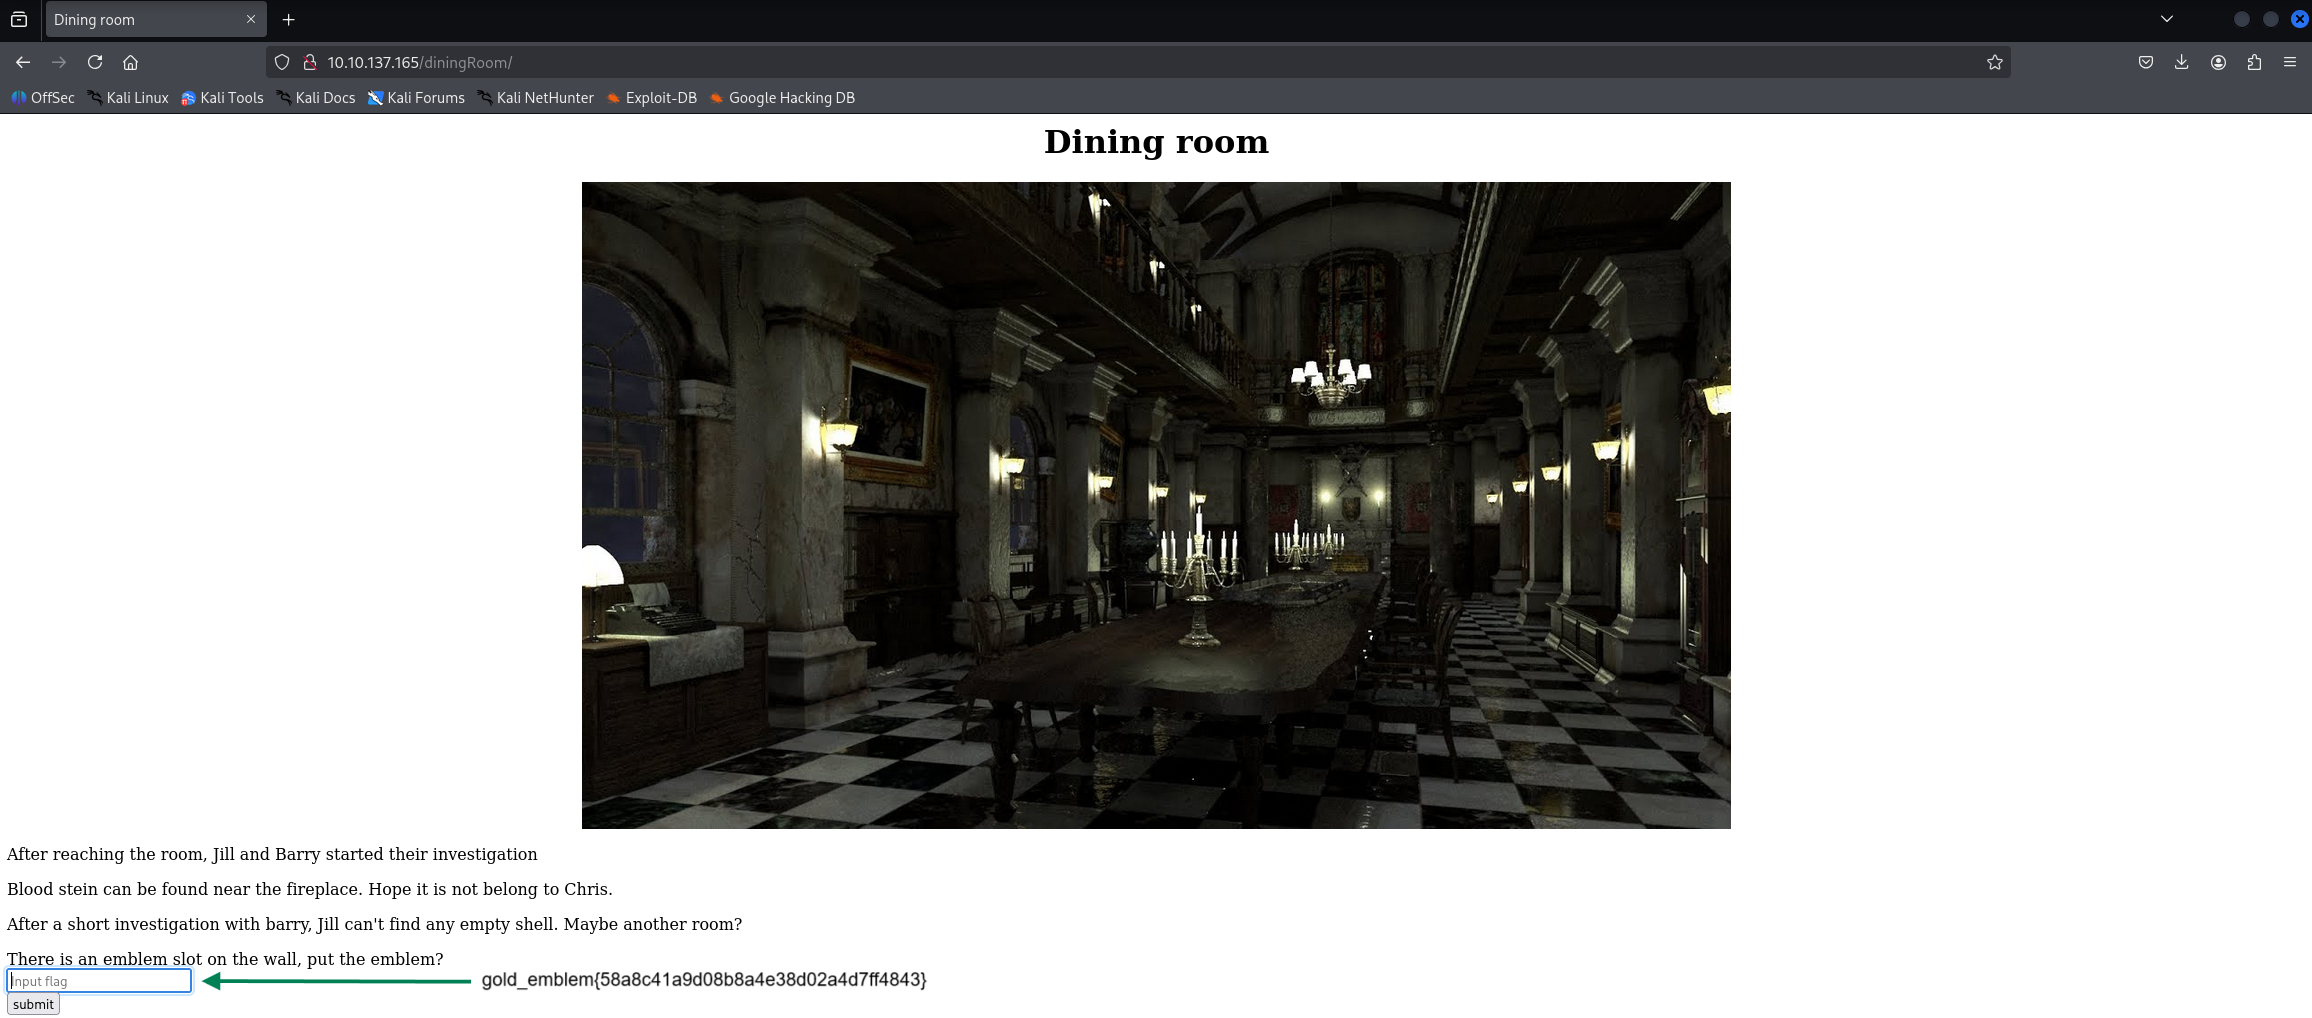 Dining room
10.10.137.165/diningRoom/
OffSec Kali Linux Kali Tools Kali Docs Kali Forums Kali NetHunter Exploit-DB Google Hacking DB
Dining room
After reaching the room, Jill and Barry started their investigation
Blood stein can be found near the fireplace. Hope it is not belong to Chris.
After a short investigation with barry, Jill can't find any empty shell. Maybe another room?
There is an emblem slot on the wall, put the emblem?
Input flag gold_emblem{58a8c41a9d08b8a4e38d02a4d7ff4843}
submit